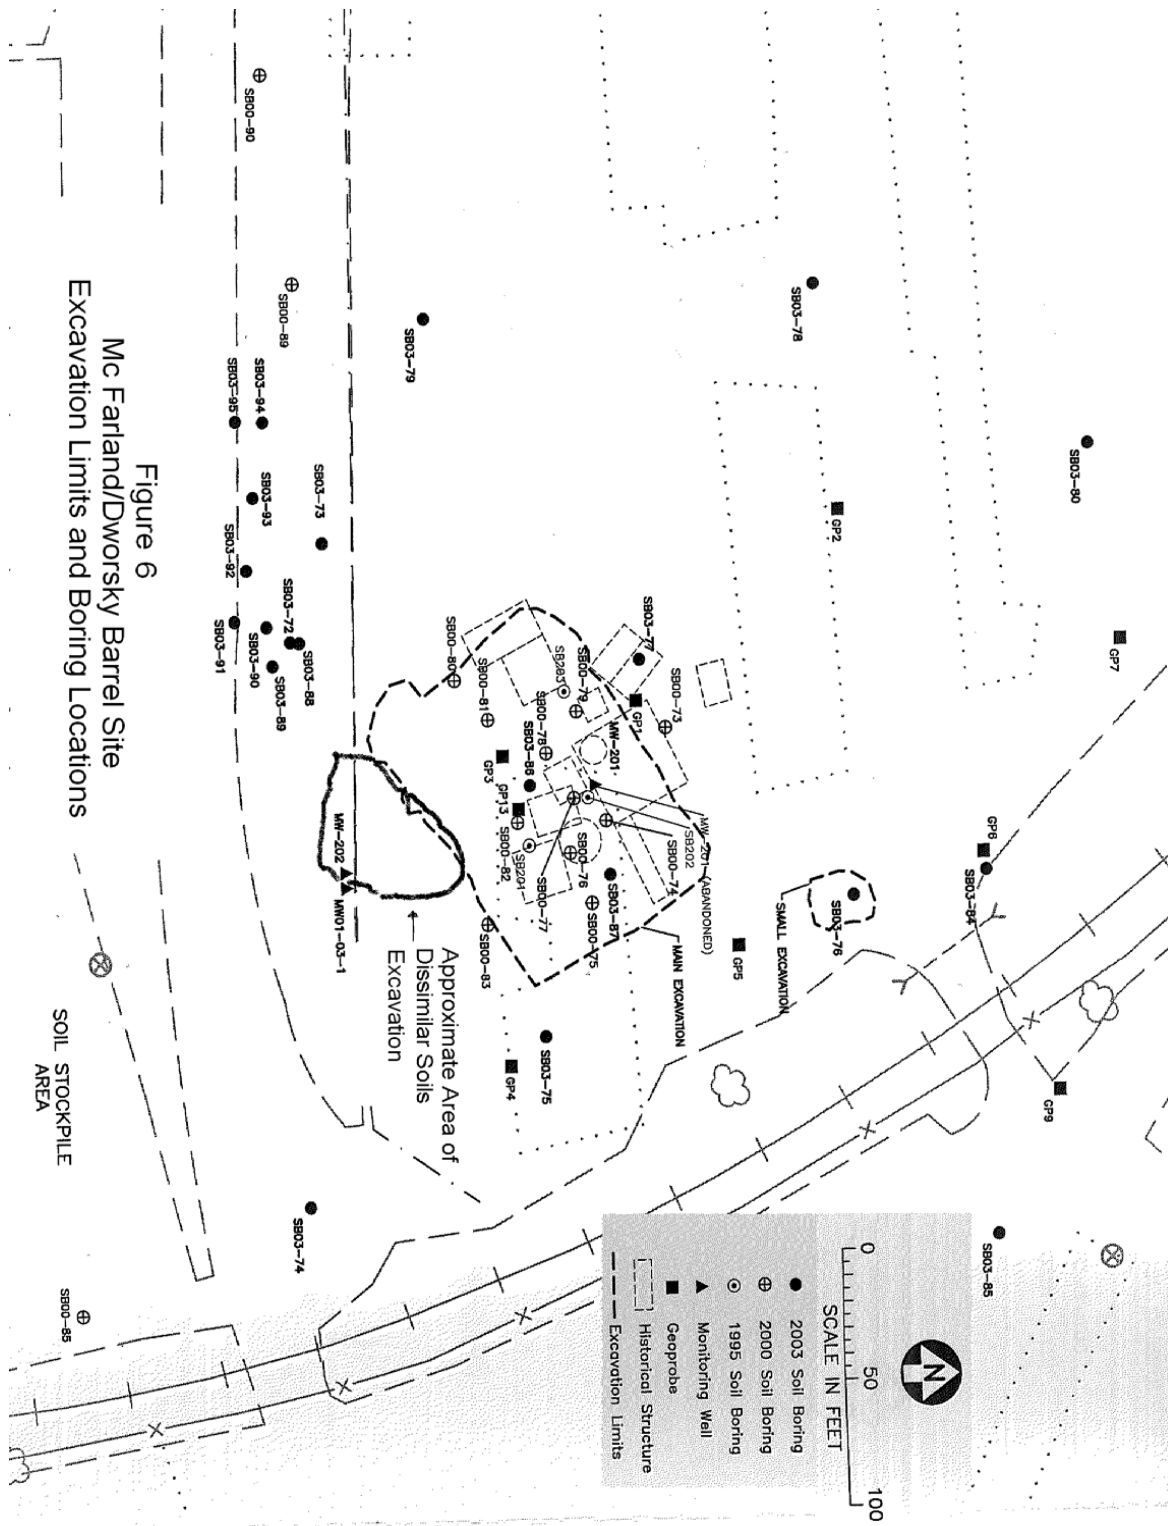 Figure 6
Mc Farland/Dworsky Barrel Site
Excavation Limits and Boring Locations
SB00-90
SB00-89
SB03-79
SB03-78
SB03-80
SB03-95
SB03-94
SB03-93
SB03-73
SB03-92
SB03-72
SB03-91
SB03-90
SB03-88
SB03-89
GP2
GP7
SB00-80
SB00-81
SB203
SB00-79
SB03-77
SB00-73
GP1
MW-201
SB00-78
SB03-86
GP3
GP13
SB00-82
SB201
SB00-77
SB00-76
SB03-87
SB00-75
SB00-74
SB202
MW-201 (ABANDONED)
MAIN EXCAVATION
SMALL EXCAVATION
SB03-76
GP6
SB03-84
GP5
GP9
MW-202
MW01-03-1
SB00-83
Approximate Area of
Dissimilar Soils
Excavation
SB03-75
GP4
SOIL STOCKPILE
AREA
SB03-74
SB00-85
SB03-85
N
0
50
100
SCALE IN FEET
2003 Soil Boring
2000 Soil Boring
1995 Soil Boring
Monitoring Well
Geoprobe
Historical Structure
Excavation Limits